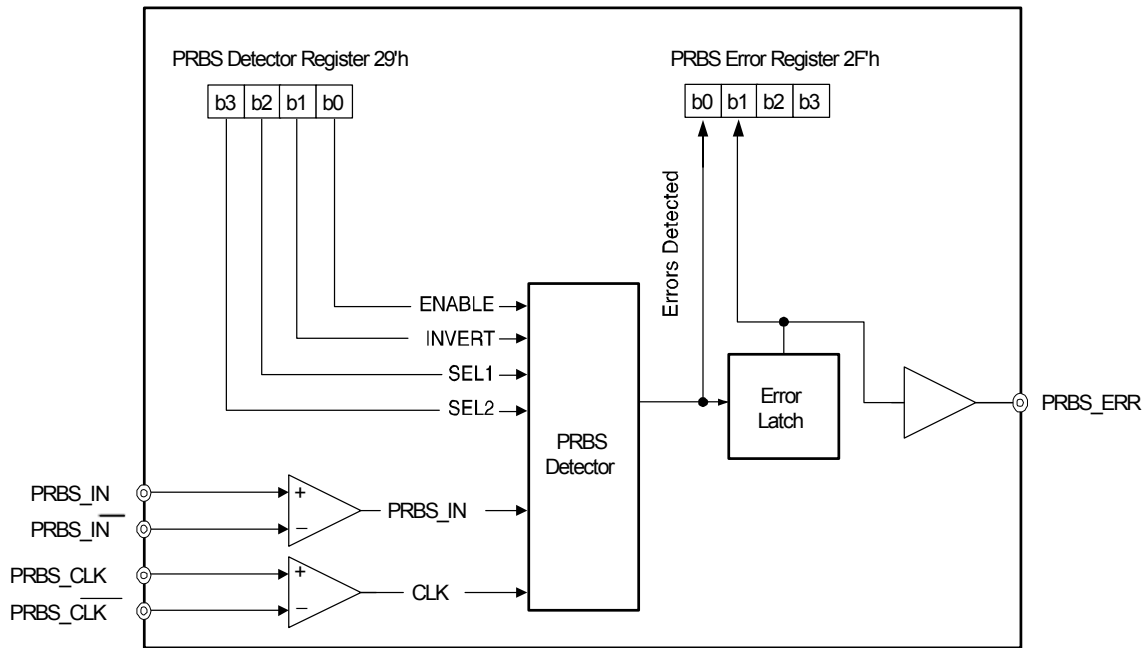 PRBS Detector Register 29'h
b3 b2 b1 b0
PRBS Error Register 2F'h
b0 b1 b2 b3
Errors Detected
ENABLE
INVERT
SEL1
SEL2
PRBS
Detector
Error
Latch
PRBS_ERR
PRBS_IN
+
PRBS_IN
PRBS_IN
−
PRBS_CLK
+
CLK
PRBS_CLK
−